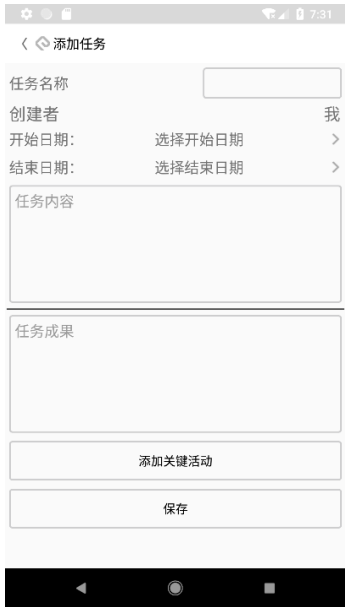 7:31
添加任务
任务名称
创建者 我
开始日期: 选择开始日期
结束日期: 选择结束日期
任务内容
任务成果
添加关键活动
保存